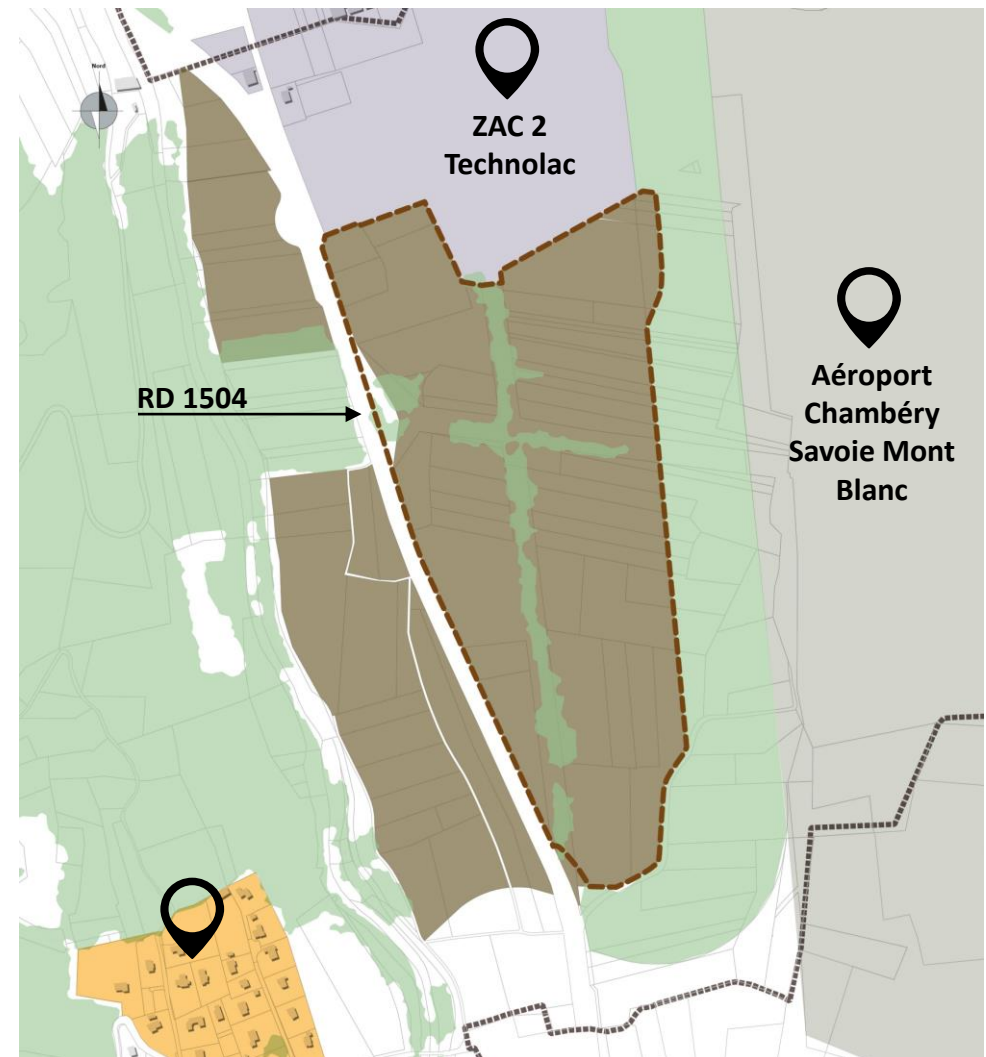 Nord
ZAC 2
Technolac
RD 1504
Aéroport
Chambéry
Savoie Mont
Blanc